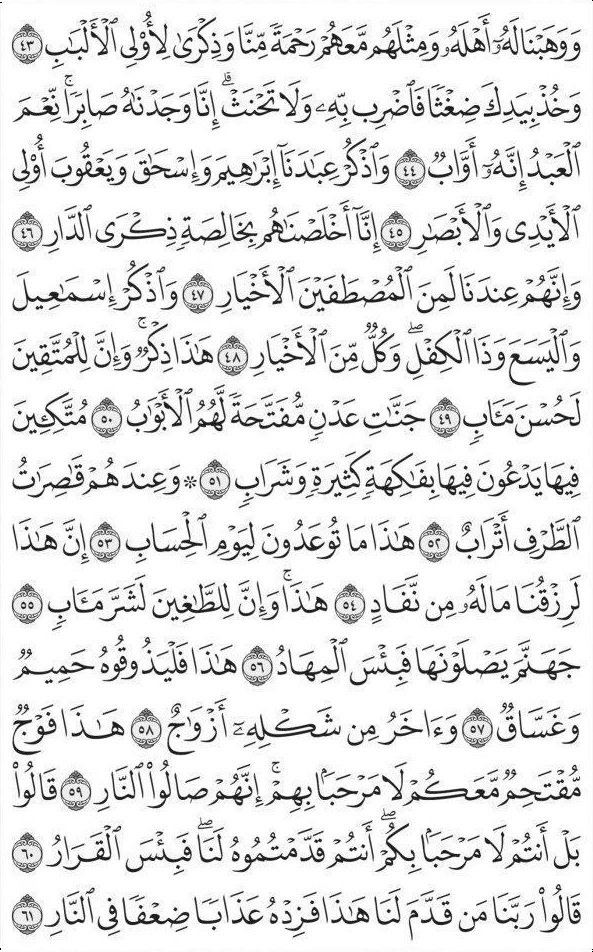 وَوَهَبْنَا لَهُۥٓ أَهْلَهُۥ وَمِثْلَهُم مَّعَهُمْ رَحْمَةً مِّنَّا وَذِكْرَىٰ لِأُو۟لِى ٱلْأَلْبَـٰبِ ٤٣
وَخُذْ بِيَدِكَ ضِغْثًا فَٱضْرِب بِّهِۦ وَلَا تَحْنَثْ ۗ إِنَّا وَجَدْنَـٰهُ صَابِرًا ۚ نِّعْمَ
ٱلْعَبْدُ إِنَّهُۥٓ أَوَّابٌ ٤٤ وَٱذْكُرْ عِبَـٰدَنَآ إِبْرَٰهِيمَ وَإِسْحَـٰقَ وَيَعْقُوبَ أُو۟لِى
ٱلْأَيْدِى وَٱلْأَبْصَـٰرِ ٤٥ إِنَّآ أَخْلَصْنَـٰهُم بِخَالِصَةٍ ذِكْرَى ٱلدَّارِ ٤٦
وَإِنَّهُمْ عِندَنَا لَمِنَ ٱلْمُصْطَفَيْنَ ٱلْأَخْيَارِ ٤٧ وَٱذْكُرْ إِسْمَـٰعِيلَ
وَٱلْيَسَعَ وَذَا ٱلْكِفْلِ ۖ وَكُلٌّ مِّنَ ٱلْأَخْيَارِ ٤٨ هَـٰذَا ذِكْرٌ ۚ وَإِنَّ لِلْمُتَّقِينَ
لَحُسْنَ مَـَٔابٍ ٤٩ جَنَّـٰتِ عَدْنٍ مُّفَتَّحَةً لَّهُمُ ٱلْأَبْوَٰبُ ٥٠ مُتَّكِـِٔينَ
فِيهَا يَدْعُونَ فِيهَا بِفَـٰكِهَةٍ كَثِيرَةٍ وَشَرَابٍ ٥١ ۞ وَعِندَهُمْ قَـٰصِرَٰتُ
ٱلطَّرْفِ أَتْرَابٌ ٥٢ هَـٰذَا مَا تُوعَدُونَ لِيَوْمِ ٱلْحِسَابِ ٥٣ إِنَّ هَـٰذَا
لَرِزْقُنَا مَا لَهُۥ مِن نَّفَادٍ ٥٤ هَـٰذَا ۚ وَإِنَّ لِلطَّـٰغِينَ لَشَرَّ مَـَٔابٍ ٥٥
جَهَنَّمَ يَصْلَوْنَهَا فَبِئْسَ ٱلْمِهَادُ ٥٦ هَـٰذَا فَلْيَذُوقُوهُ حَمِيمٌ
وَغَسَّاقٌ ٥٧ وَءَاخَرُ مِن شَكْلِهِۦٓ أَزْوَٰجٌ ٥٨ هَـٰذَا فَوْجٌ
مُّقْتَحِمٌ مَّعَكُمْ لَا مَرْحَبًۢا بِهِمْ ۚ إِنَّهُمْ صَالُوا۟ ٱلنَّارِ ٥٩ قَالُوا۟
بَلْ أَنتُمْ لَا مَرْحَبًۢا بِكُمْ ۖ أَنتُمْ قَدَّمْتُمُوهُ لَنَا ۖ فَبِئْسَ ٱلْقَرَارُ ٦٠
قَالُوا۟ رَبَّنَا مَن قَدَّمَ لَنَا هَـٰذَا فَزِدْهُ عَذَابًا ضِعْفًا فِى ٱلنَّارِ ٦١